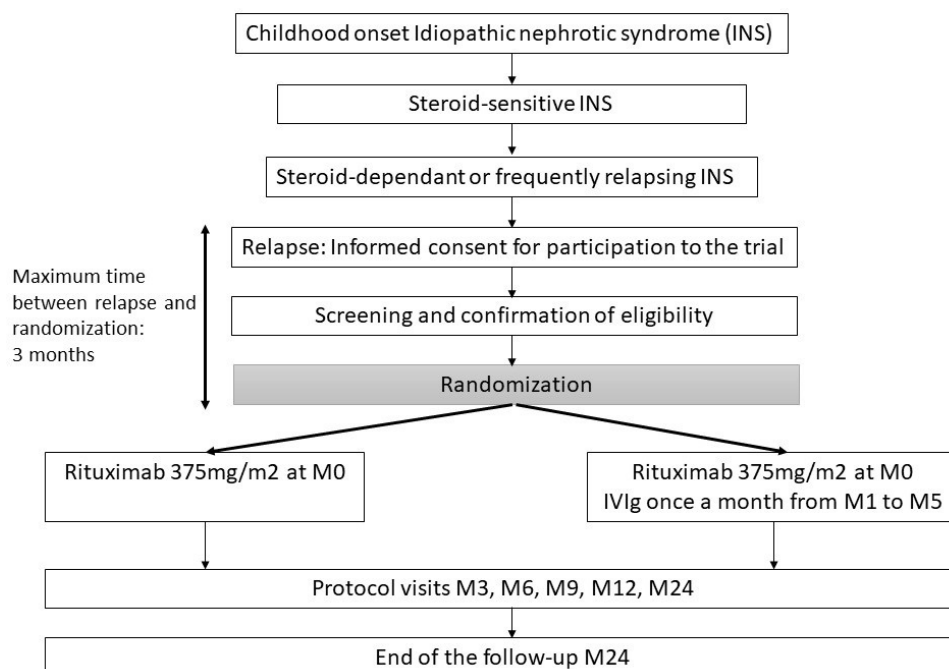 Childhood onset Idiopathic nephrotic syndrome (INS)
Steroid-sensitive INS
Steroid-dependant or frequently relapsing INS
Relapse: Informed consent for participation to the trial
Maximum time
between relapse and
randomization:
3 months
Screening and confirmation of eligibility
Randomization
Rituximab 375mg/m2 at M0
Rituximab 375mg/m2 at M0
IVIg once a month from M1 to M5
Protocol visits M3, M6, M9, M12, M24
End of the follow-up M24